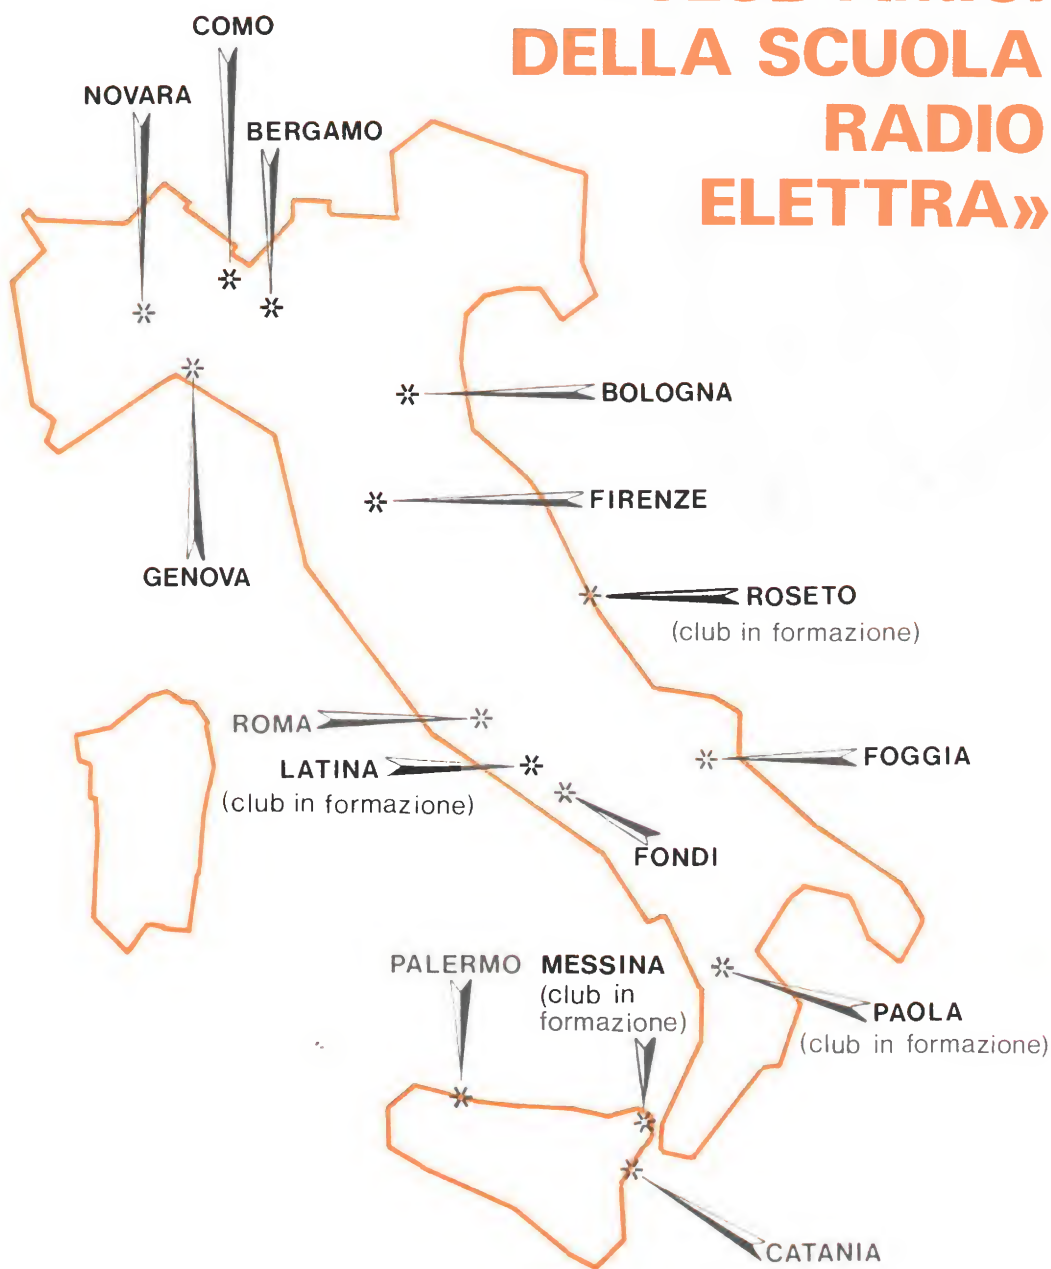 DELLA SCUOLA
RADIO
ELETTRA»
COMO
NOVARA
BERGAMO
BOLOGNA
FIRENZE
GENOVA
ROSETO
(club in formazione)
ROMA
LATINA
(club in formazione)
FOGGIA
FONDI
PALERMO
MESSINA
(club in
formazione)
PAOLA
(club in formazione)
CATANIA